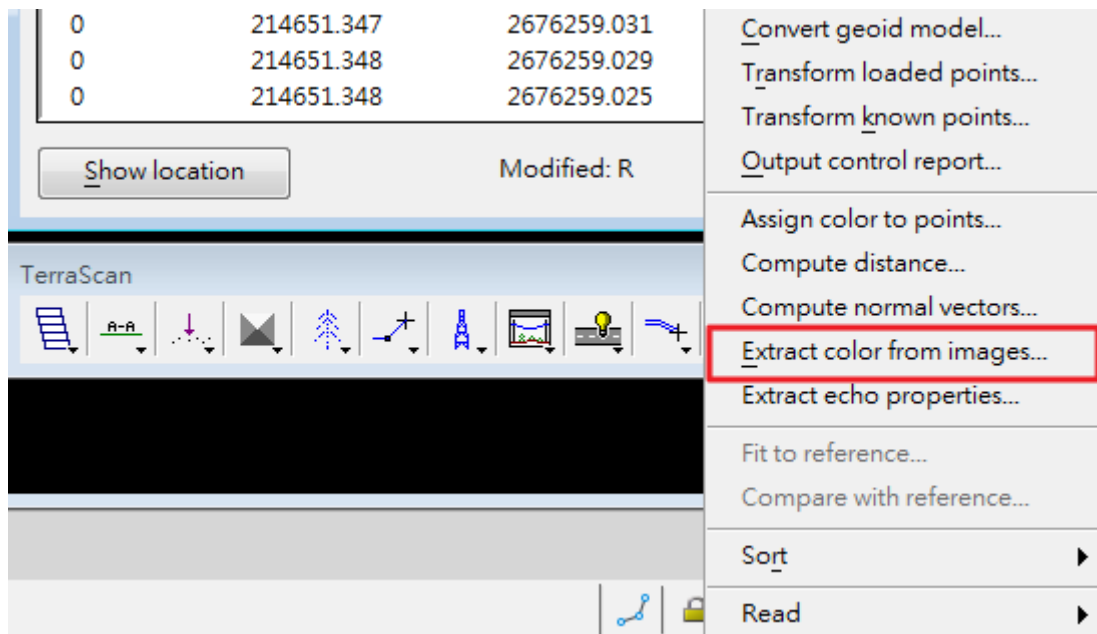 0 214651.347 2676259.031
0 214651.348 2676259.029
0 214651.348 2676259.025
Show location Modified: R
TerraScan
A-A
Convert geoid model...
Transform loaded points...
Transform known points...
Output control report...
Assign color to points...
Compute distance...
Compute normal vectors...
Extract color from images...
Extract echo properties...
Fit to reference...
Compare with reference...
Sort
Read